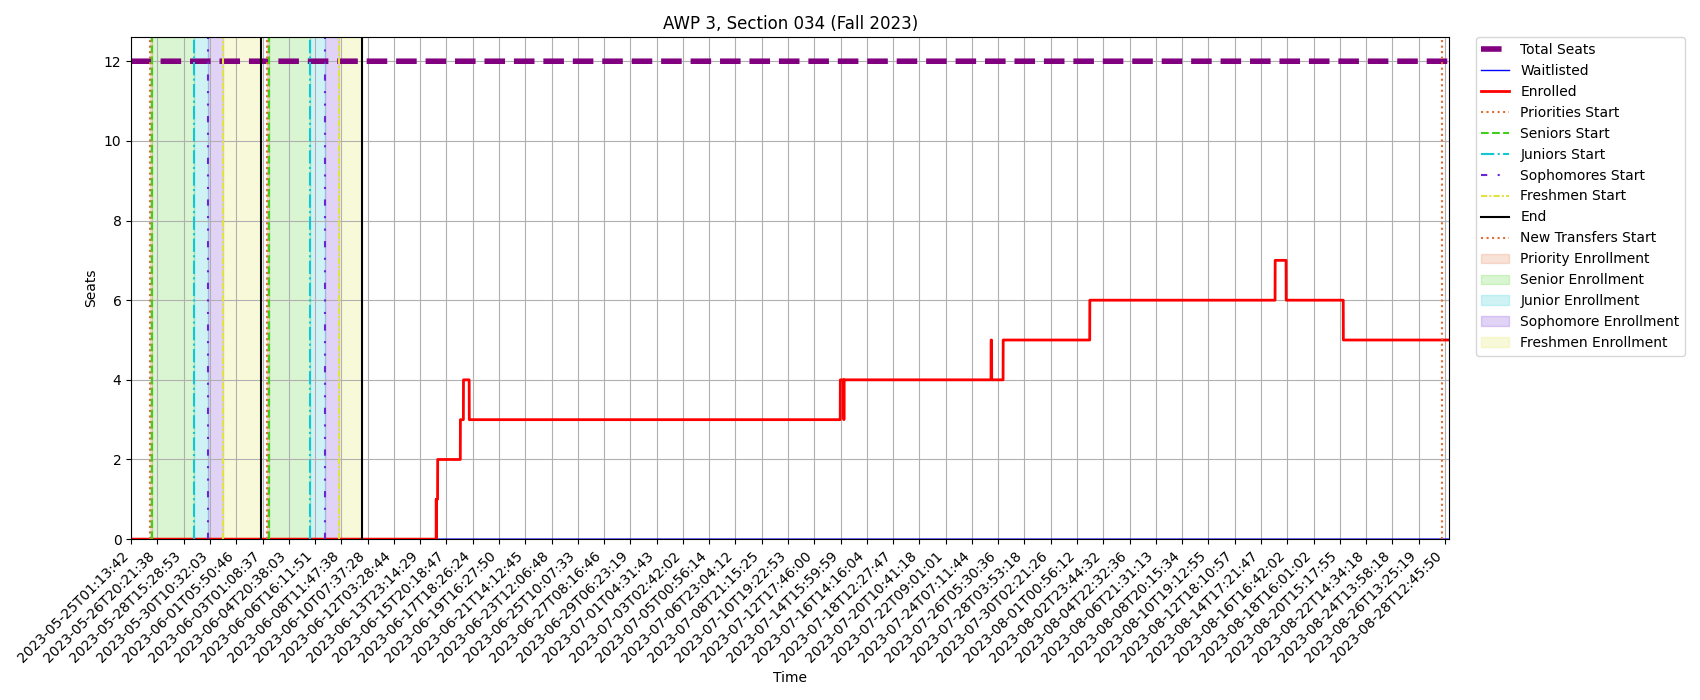 AWP 3, Section 034 (Fall 2023)
12
10
8
6
4
2
0
Seats
2023-05-25T01:13:42
2023-05-26T20:21:38
2023-05-28T15:28:53
2023-05-30T10:32:03
2023-06-01T05:50:46
2023-06-03T01:08:37
2023-06-04T20:38:03
2023-06-06T16:11:51
2023-06-08T11:47:38
2023-06-10T07:37:28
2023-06-12T03:28:44
2023-06-13T23:14:29
2023-06-15T20:18:47
2023-06-17T18:26:24
2023-06-19T16:27:50
2023-06-21T14:12:45
2023-06-23T12:06:48
2023-06-25T10:07:33
2023-06-27T08:16:46
2023-06-29T06:23:19
2023-07-01T04:31:43
2023-07-03T02:42:02
2023-07-05T00:56:14
2023-07-06T23:04:12
2023-07-08T21:15:25
2023-07-10T19:22:53
2023-07-12T17:46:00
2023-07-14T15:59:59
2023-07-16T14:16:04
2023-07-18T12:27:47
2023-07-20T10:41:18
2023-07-22T09:01:01
2023-07-24T07:11:44
2023-07-26T05:30:36
2023-07-28T03:53:18
2023-07-30T02:21:26
2023-08-01T00:56:12
2023-08-02T23:44:32
2023-08-04T22:32:36
2023-08-06T21:31:13
2023-08-08T20:15:34
2023-08-10T19:12:55
2023-08-12T18:10:57
2023-08-14T17:21:47
2023-08-16T16:42:02
2023-08-18T16:01:02
2023-08-20T15:17:55
2023-08-22T14:34:18
2023-08-24T13:58:18
2023-08-26T13:25:19
2023-08-28T12:45:50
Time
Total Seats
Waitlisted
Enrolled
Priorities Start
Seniors Start
Juniors Start
Sophomores Start
Freshmen Start
End
New Transfers Start
Priority Enrollment
Senior Enrollment
Junior Enrollment
Sophomore Enrollment
Freshmen Enrollment